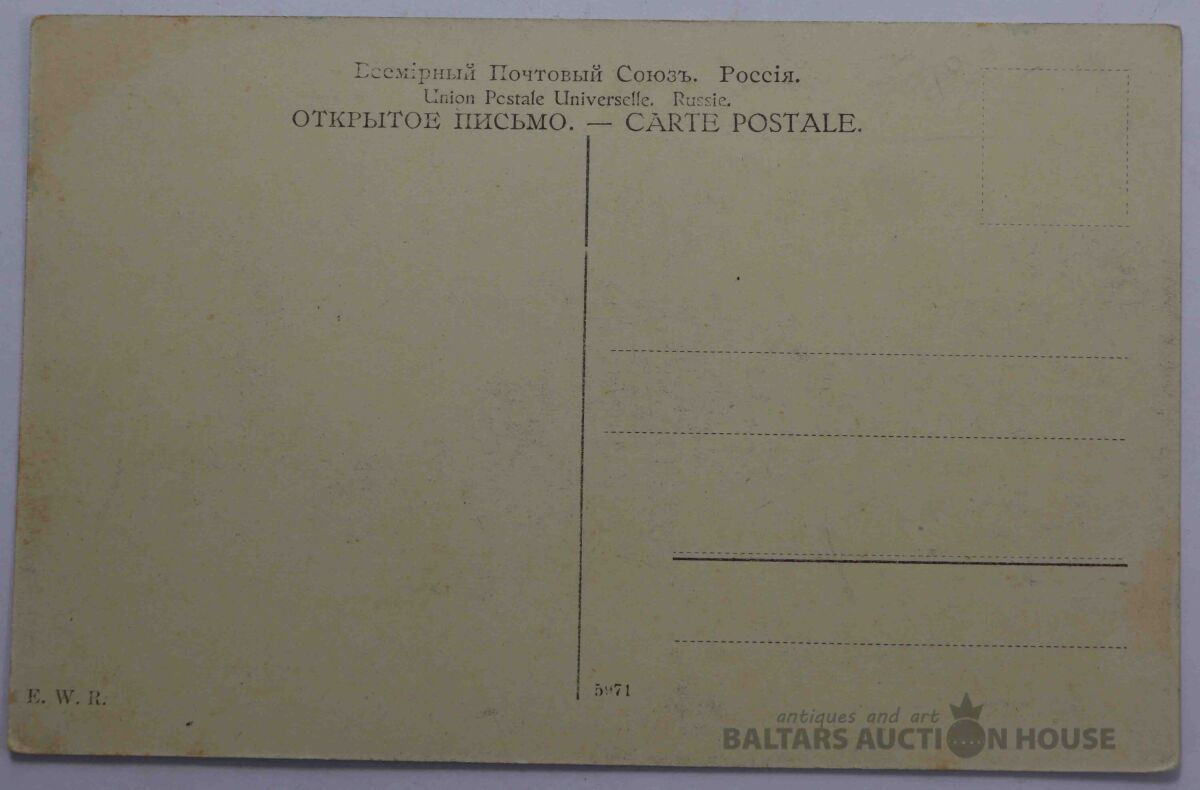 Всемірный Почтовый Союзъ. Россія.
Union Postale Universelle. Russie.
ОТКРЫТОЕ ПИСЬМО. — CARTE POSTALE.
E. W. R.
5971
antiques and art
BALTARS AUCTION HOUSE